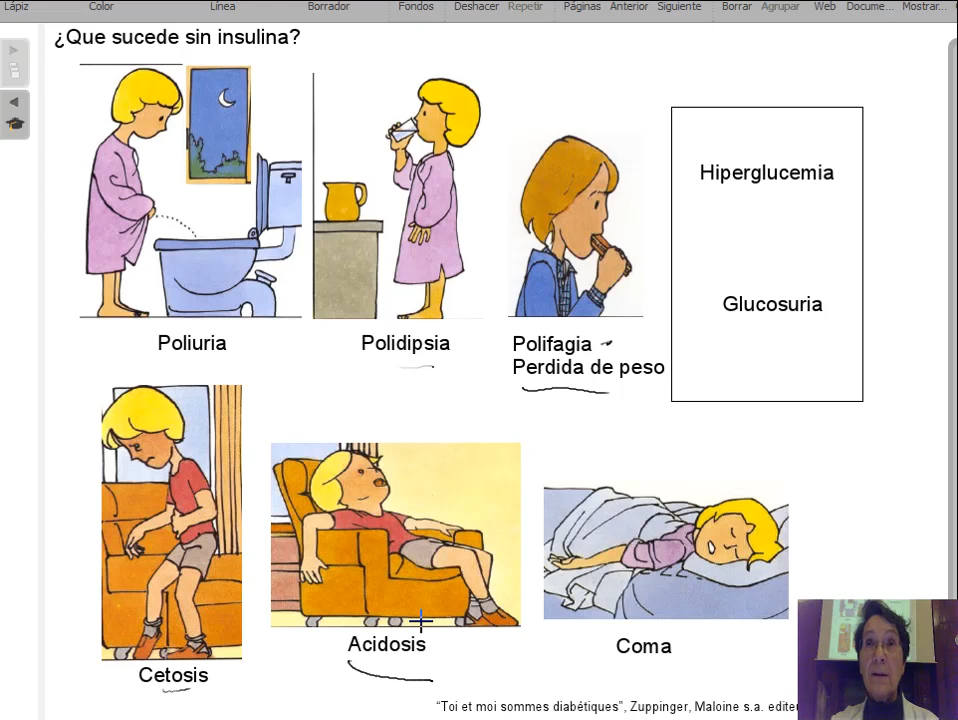 Lápiz Color Línea Borrador Fondos Deshacer Repetir Páginas Anterior Siguiente Borrar Agrupar Web Docume... Mostrar...
¿Que sucede sin insulina?
Hiperglucemia
Glucosuria
Poliuria
Polidipsia
Polifagia
Perdida de peso
Cetosis
Acidosis
Coma
“Toi et moi sommes diabétiques”, Zuppinger, Maloine s.a.